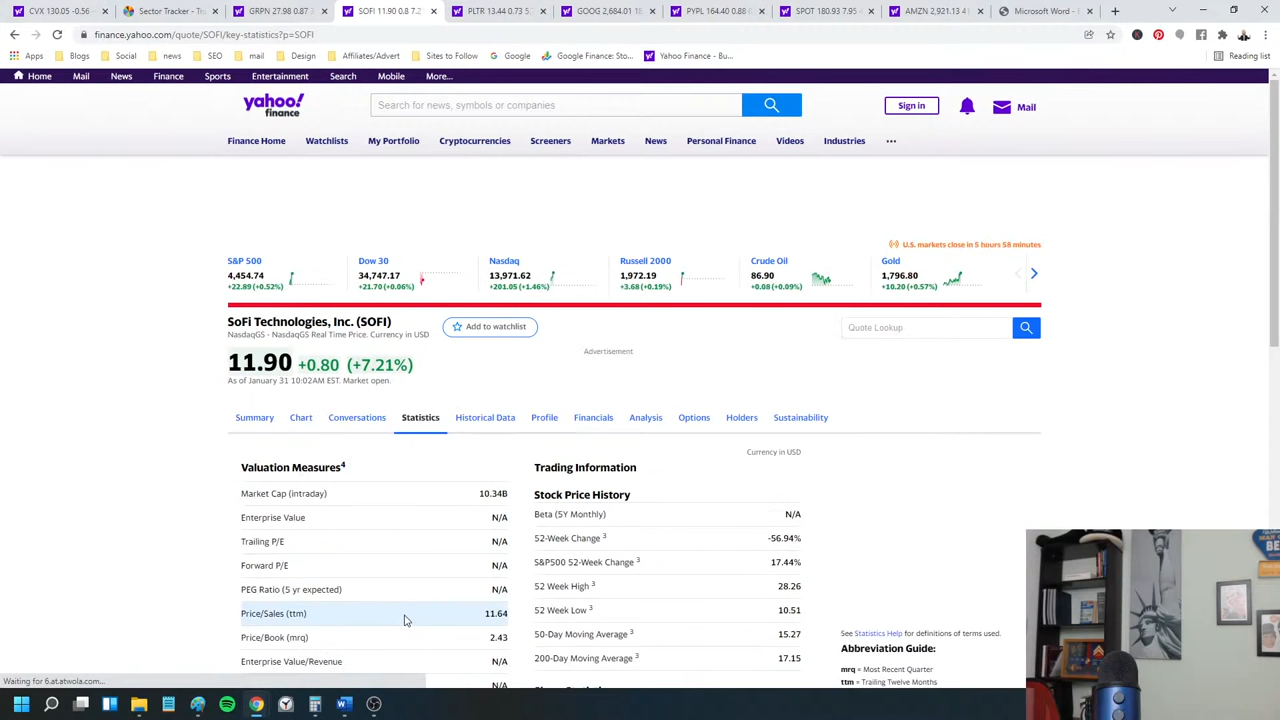 CVX 130.05 -0.56
Sector Tracker - Tre
GRPN 27.98 0.87
SOFI 11.90 0.8 7.2
PLTR 13.44 0.73 5.
GOOG 2,684.01 18
PYPL 164.40 0.88
SPOT 180.93 7.95
AMZN 2,921.13 41
Microsoft Word -
finance.yahoo.com/quote/SOFI/key-statistics?p=SOFI
Apps
Blogs
Social
news
SEO
mail
Design
Affiliates/Advert
Sites to Follow
Google
Google Finance: Sto...
Yahoo Finance - Bu...
Reading list
Home
Mail
News
Finance
Sports
Entertainment
Search
Mobile
More...
yahoo!
finance
Search for news, symbols or companies
Sign in
Mail
Finance Home
Watchlists
My Portfolio
Cryptocurrencies
Screeners
Markets
News
Personal Finance
Videos
Industries
...
U.S. markets close in 5 hours 58 minutes
S&P 500
4,454.74
+22.89 (+0.52%)
Dow 30
34,747.17
+21.70 (+0.06%)
Nasdaq
13,971.62
+201.05 (+1.46%)
Russell 2000
1,972.19
+3.68 (+0.19%)
Crude Oil
86.90
+0.08 (+0.09%)
Gold
1,796.80
+10.20 (+0.57%)
SoFi Technologies, Inc. (SOFI)
NasdaqGS - NasdaqGS Real Time Price. Currency in USD
Add to watchlist
Quote Lookup
11.90 +0.80 (+7.21%)
As of January 31 10:02AM EST. Market open.
Advertisement
Summary
Chart
Conversations
Statistics
Historical Data
Profile
Financials
Analysis
Options
Holders
Sustainability
Currency in USD
Valuation Measures4
Market Cap (intraday) 10.34B
Enterprise Value N/A
Trailing P/E N/A
Forward P/E N/A
PEG Ratio (5 yr expected) N/A
Price/Sales (ttm) 11.64
Price/Book (mrq) 2.43
Enterprise Value/Revenue N/A
N/A
Trading Information
Stock Price History
Beta (5Y Monthly) N/A
52-Week Change 3 -56.94%
S&P500 52-Week Change 3 17.44%
52 Week High 3 28.26
52 Week Low 3 10.51
50-Day Moving Average 3 15.27
200-Day Moving Average 3 17.15
See Statistics Help for definitions of terms used.
Abbreviation Guide:
mrq = Most Recent Quarter
ttm = Trailing Twelve Months
Waiting for 6.at.atwola.com...